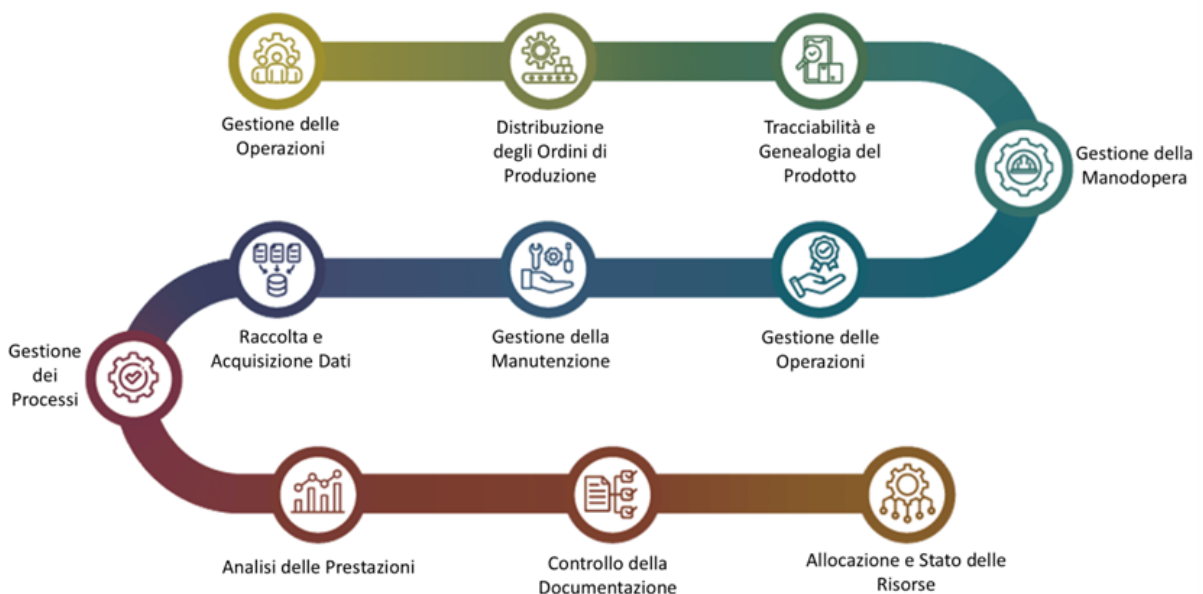 Gestione delle
Operazioni
Distribuzione
degli Ordini di
Produzione
Tracciabilità e
Genealogia del
Prodotto
Gestione della
Manodopera
Gestione delle
Operazioni
Gestione della
Manutenzione
Raccolta e
Acquisizione Dati
Gestione
dei
Processi
Analisi delle Prestazioni
Controllo della
Documentazione
Allocazione e Stato delle
Risorse